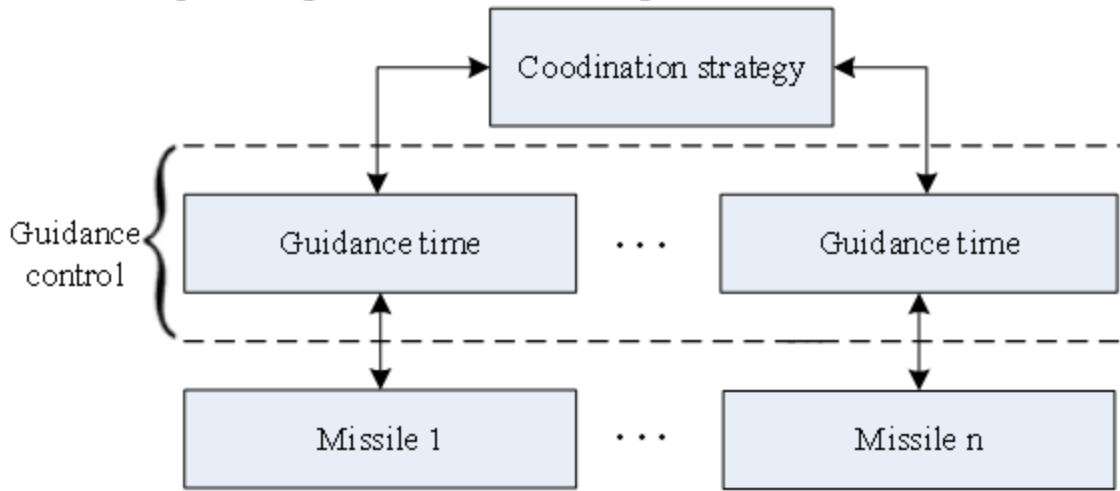 Coodination strategy
Guidance
control
Guidance time
...
Guidance time
Missile 1
...
Missile n